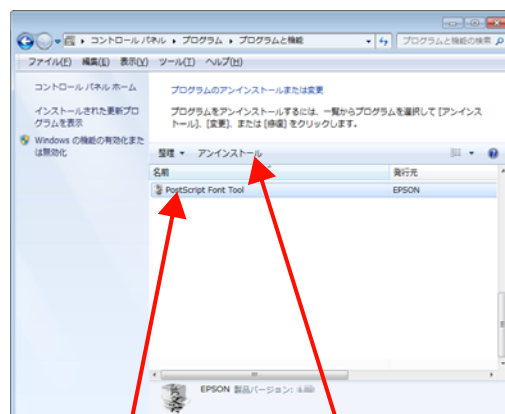 コントロール パネル ▸ プログラム ▸ プログラムと機能
プログラムと機能の検索
ファイル(F) 編集(E) 表示(V) ツール(T) ヘルプ(H)
コントロール パネル ホーム
インストールされた更新プロ
グラムを表示
Windows の機能の有効化また
は無効化
プログラムのアンインストールまたは変更
プログラムをアンインストールするには、一覧からプログラムを選択して [アンインス
トール]、[変更]、または [修復] をクリックします。
整理 ▼ アンインストール
名前 発行元
PostScript Font Tool EPSON
EPSON 製品バージョン: